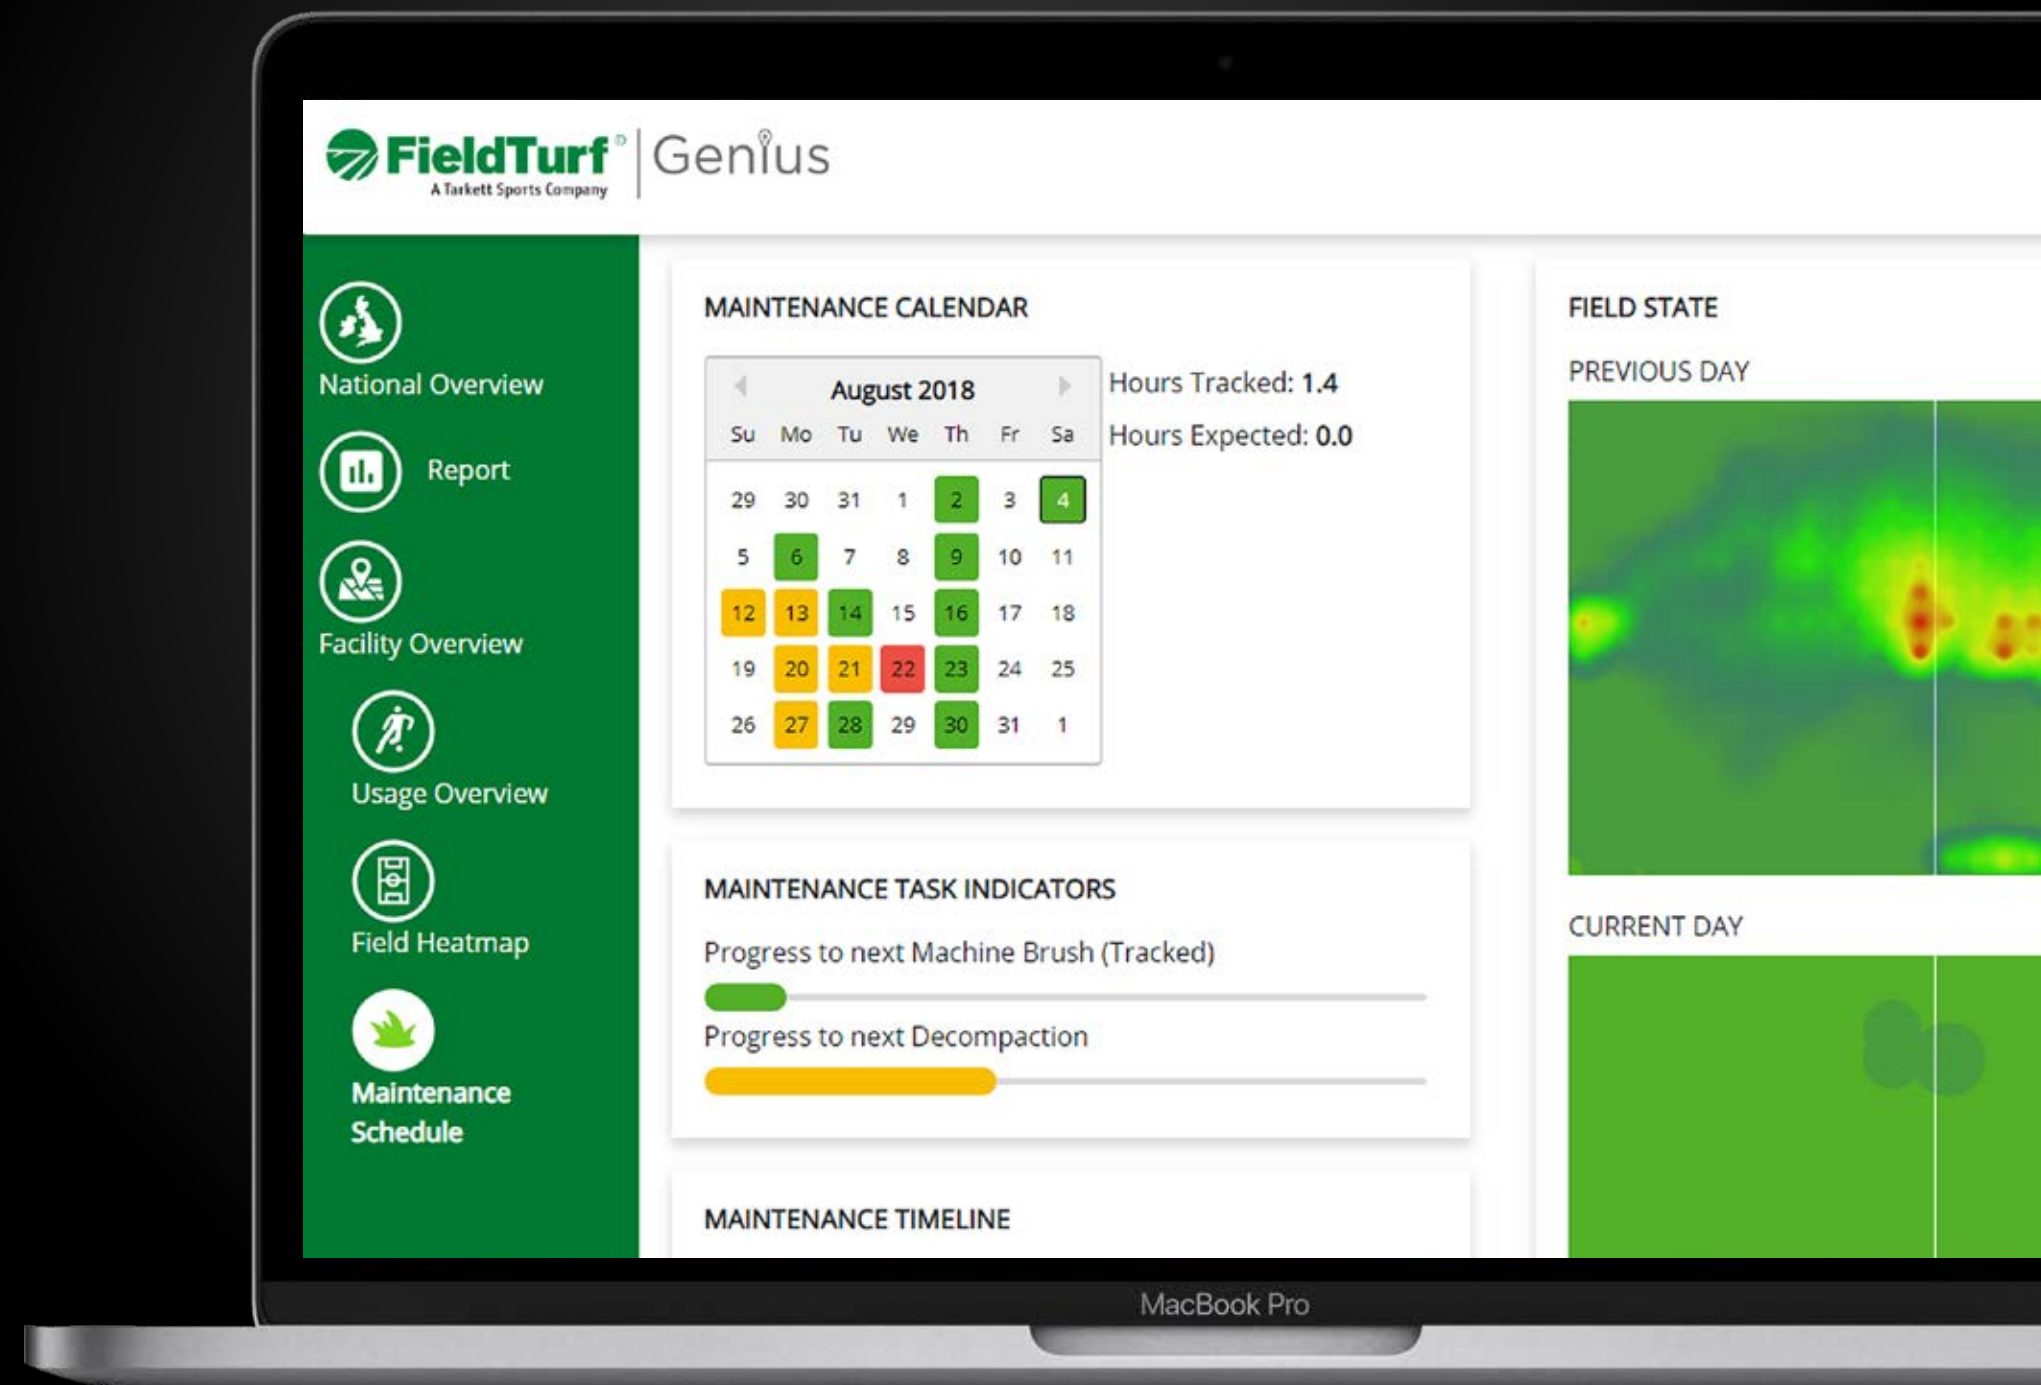 FieldTurf® | Genius
A Tarkett Sports Company
National Overview
Report
Facility Overview
Usage Overview
Field Heatmap
Maintenance
Schedule
MAINTENANCE CALENDAR
August 2018
Su Mo Tu We Th Fr Sa
29 30 31 1 2 3 4
5 6 7 8 9 10 11
12 13 14 15 16 17 18
19 20 21 22 23 24 25
26 27 28 29 30 31 1
Hours Tracked: 1.4
Hours Expected: 0.0
MAINTENANCE TASK INDICATORS
Progress to next Machine Brush (Tracked)
Progress to next Decompaction
MAINTENANCE TIMELINE
FIELD STATE
PREVIOUS DAY
CURRENT DAY
MacBook Pro